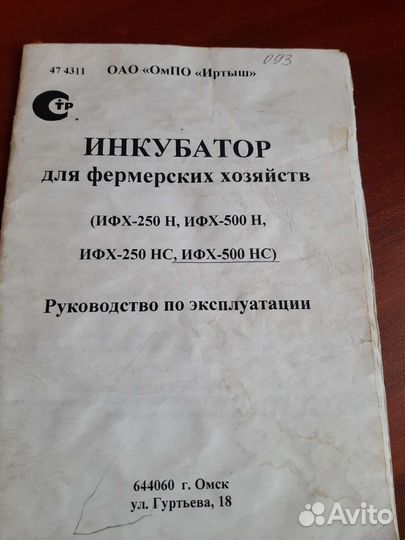 093
47 4311 ОАО «ОмПО «Иртыш»
СТР
ИНКУБАТОР
для фермерских хозяйств
(ИФХ-250 Н, ИФХ-500 Н,
ИФХ-250 НС, ИФХ-500 НС)
Руководство по эксплуатации
644060 г. Омск
ул. Гуртьева, 18
Avito